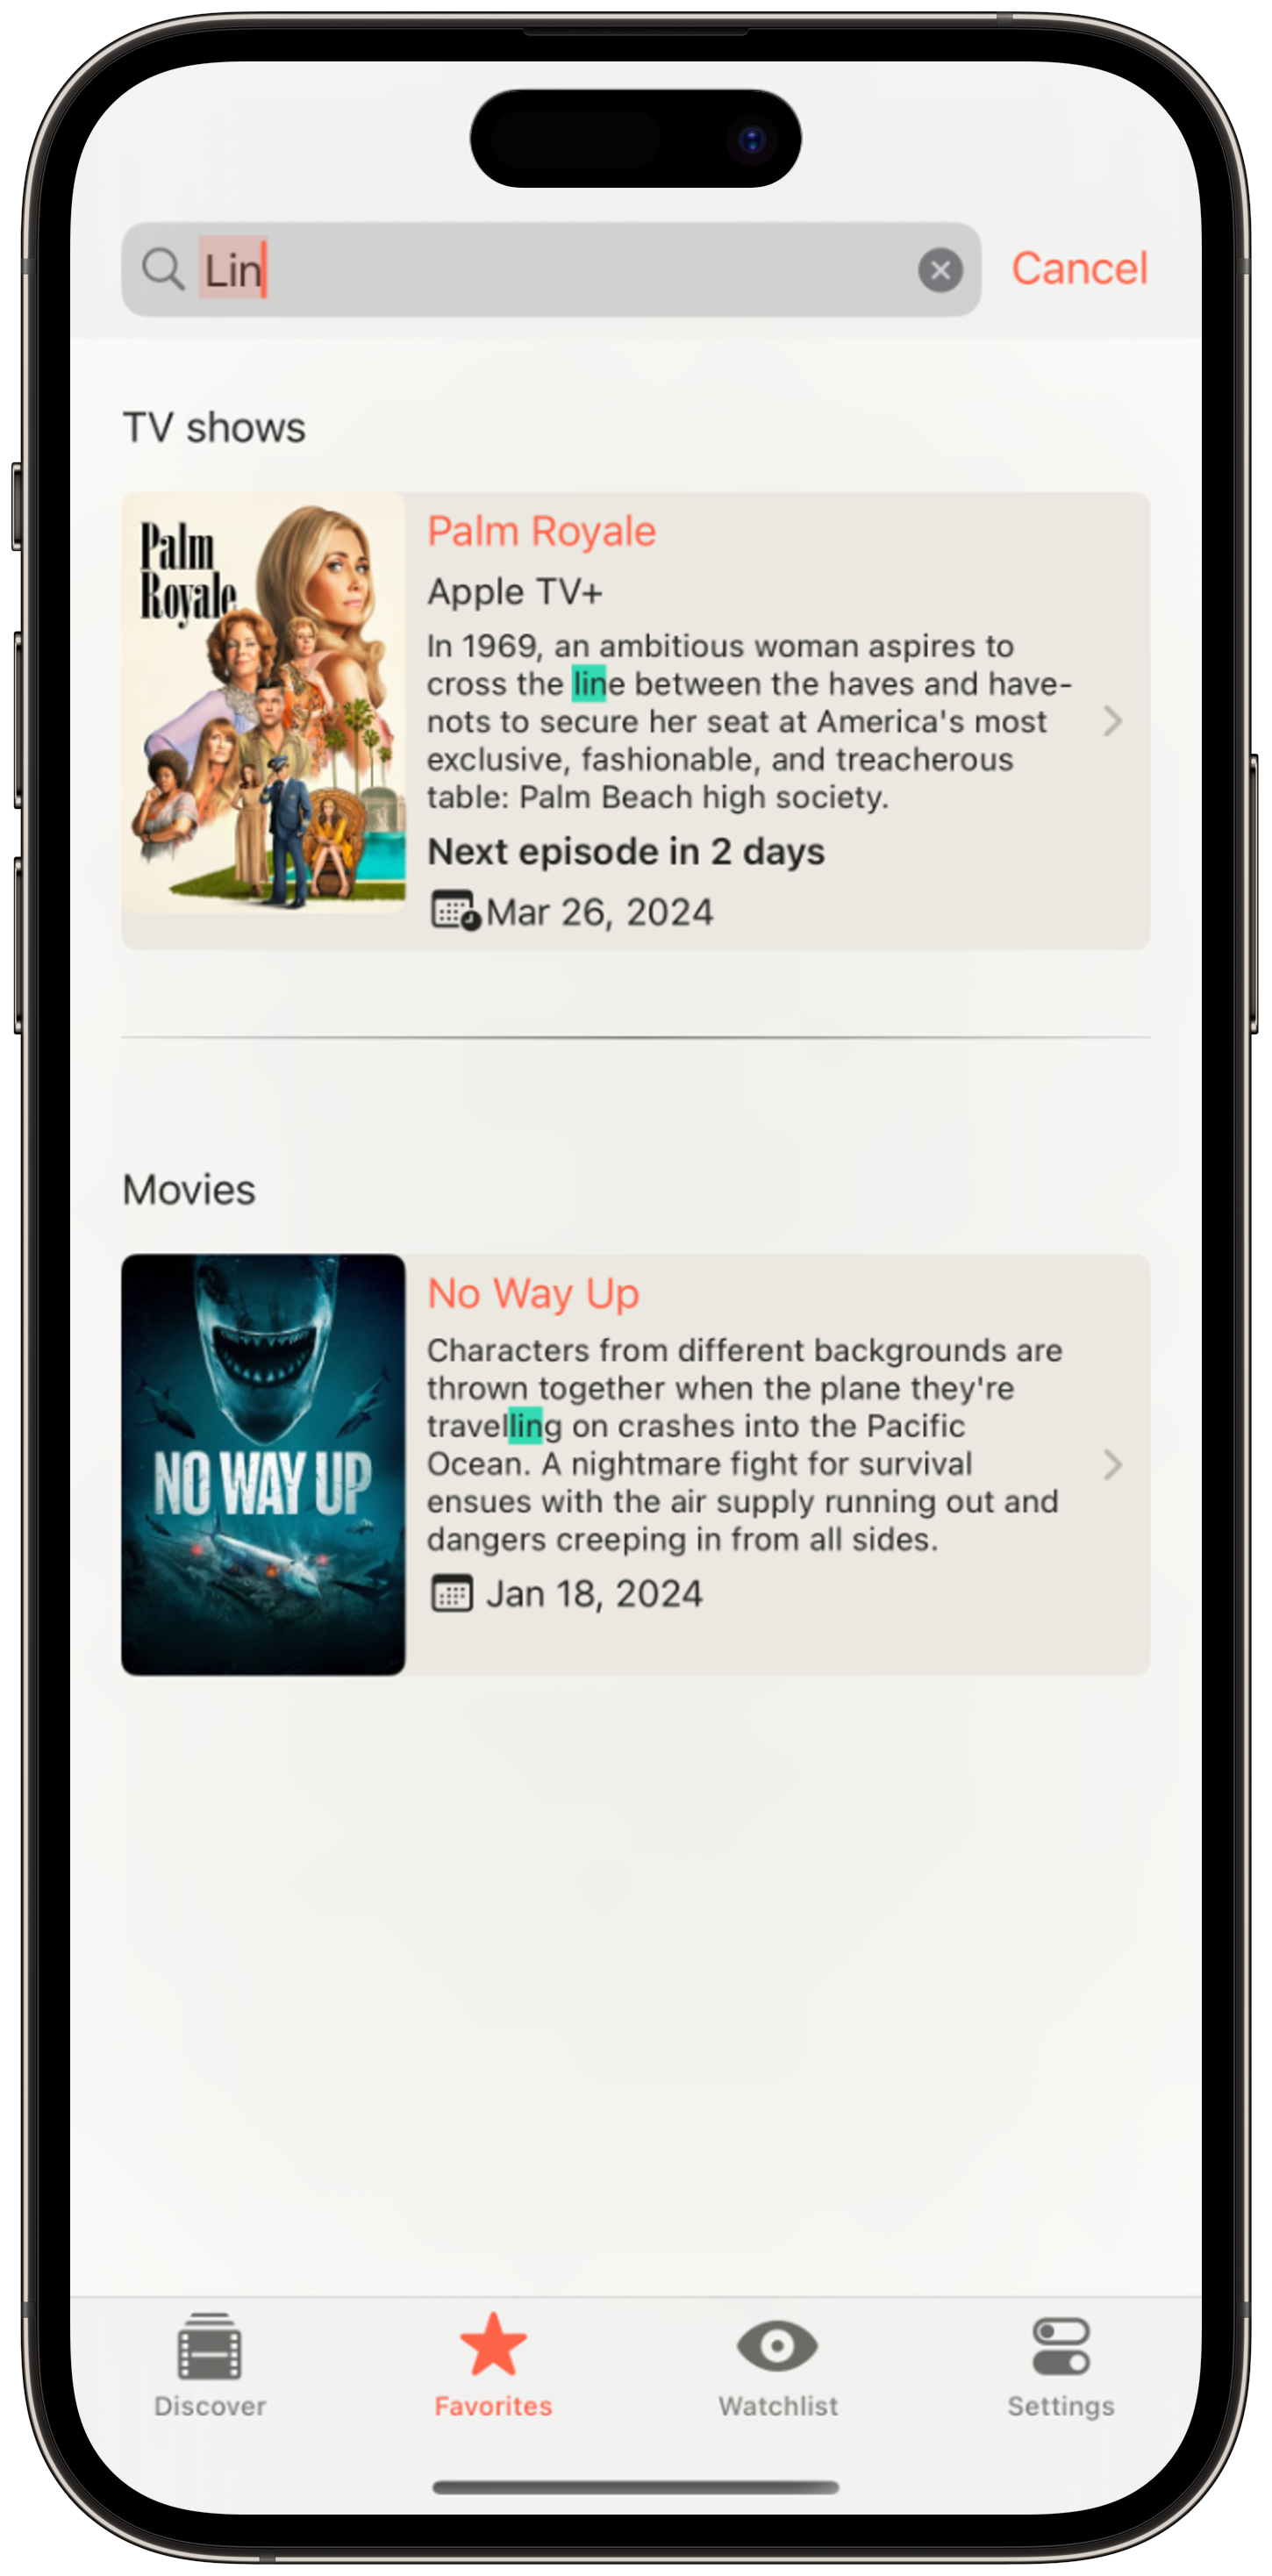 Lin
Cancel
TV shows
Palm
Royale
Palm Royale
Apple TV+
In 1969, an ambitious woman aspires to
cross the line between the haves and have-
nots to secure her seat at America's most
exclusive, fashionable, and treacherous
table: Palm Beach high society.
Next episode in 2 days
Mar 26, 2024
Movies
NO WAY UP
No Way Up
Characters from different backgrounds are
thrown together when the plane they're
travelling on crashes into the Pacific
Ocean. A nightmare fight for survival
ensues with the air supply running out and
dangers creeping in from all sides.
Jan 18, 2024
Discover
Favorites
Watchlist
Settings